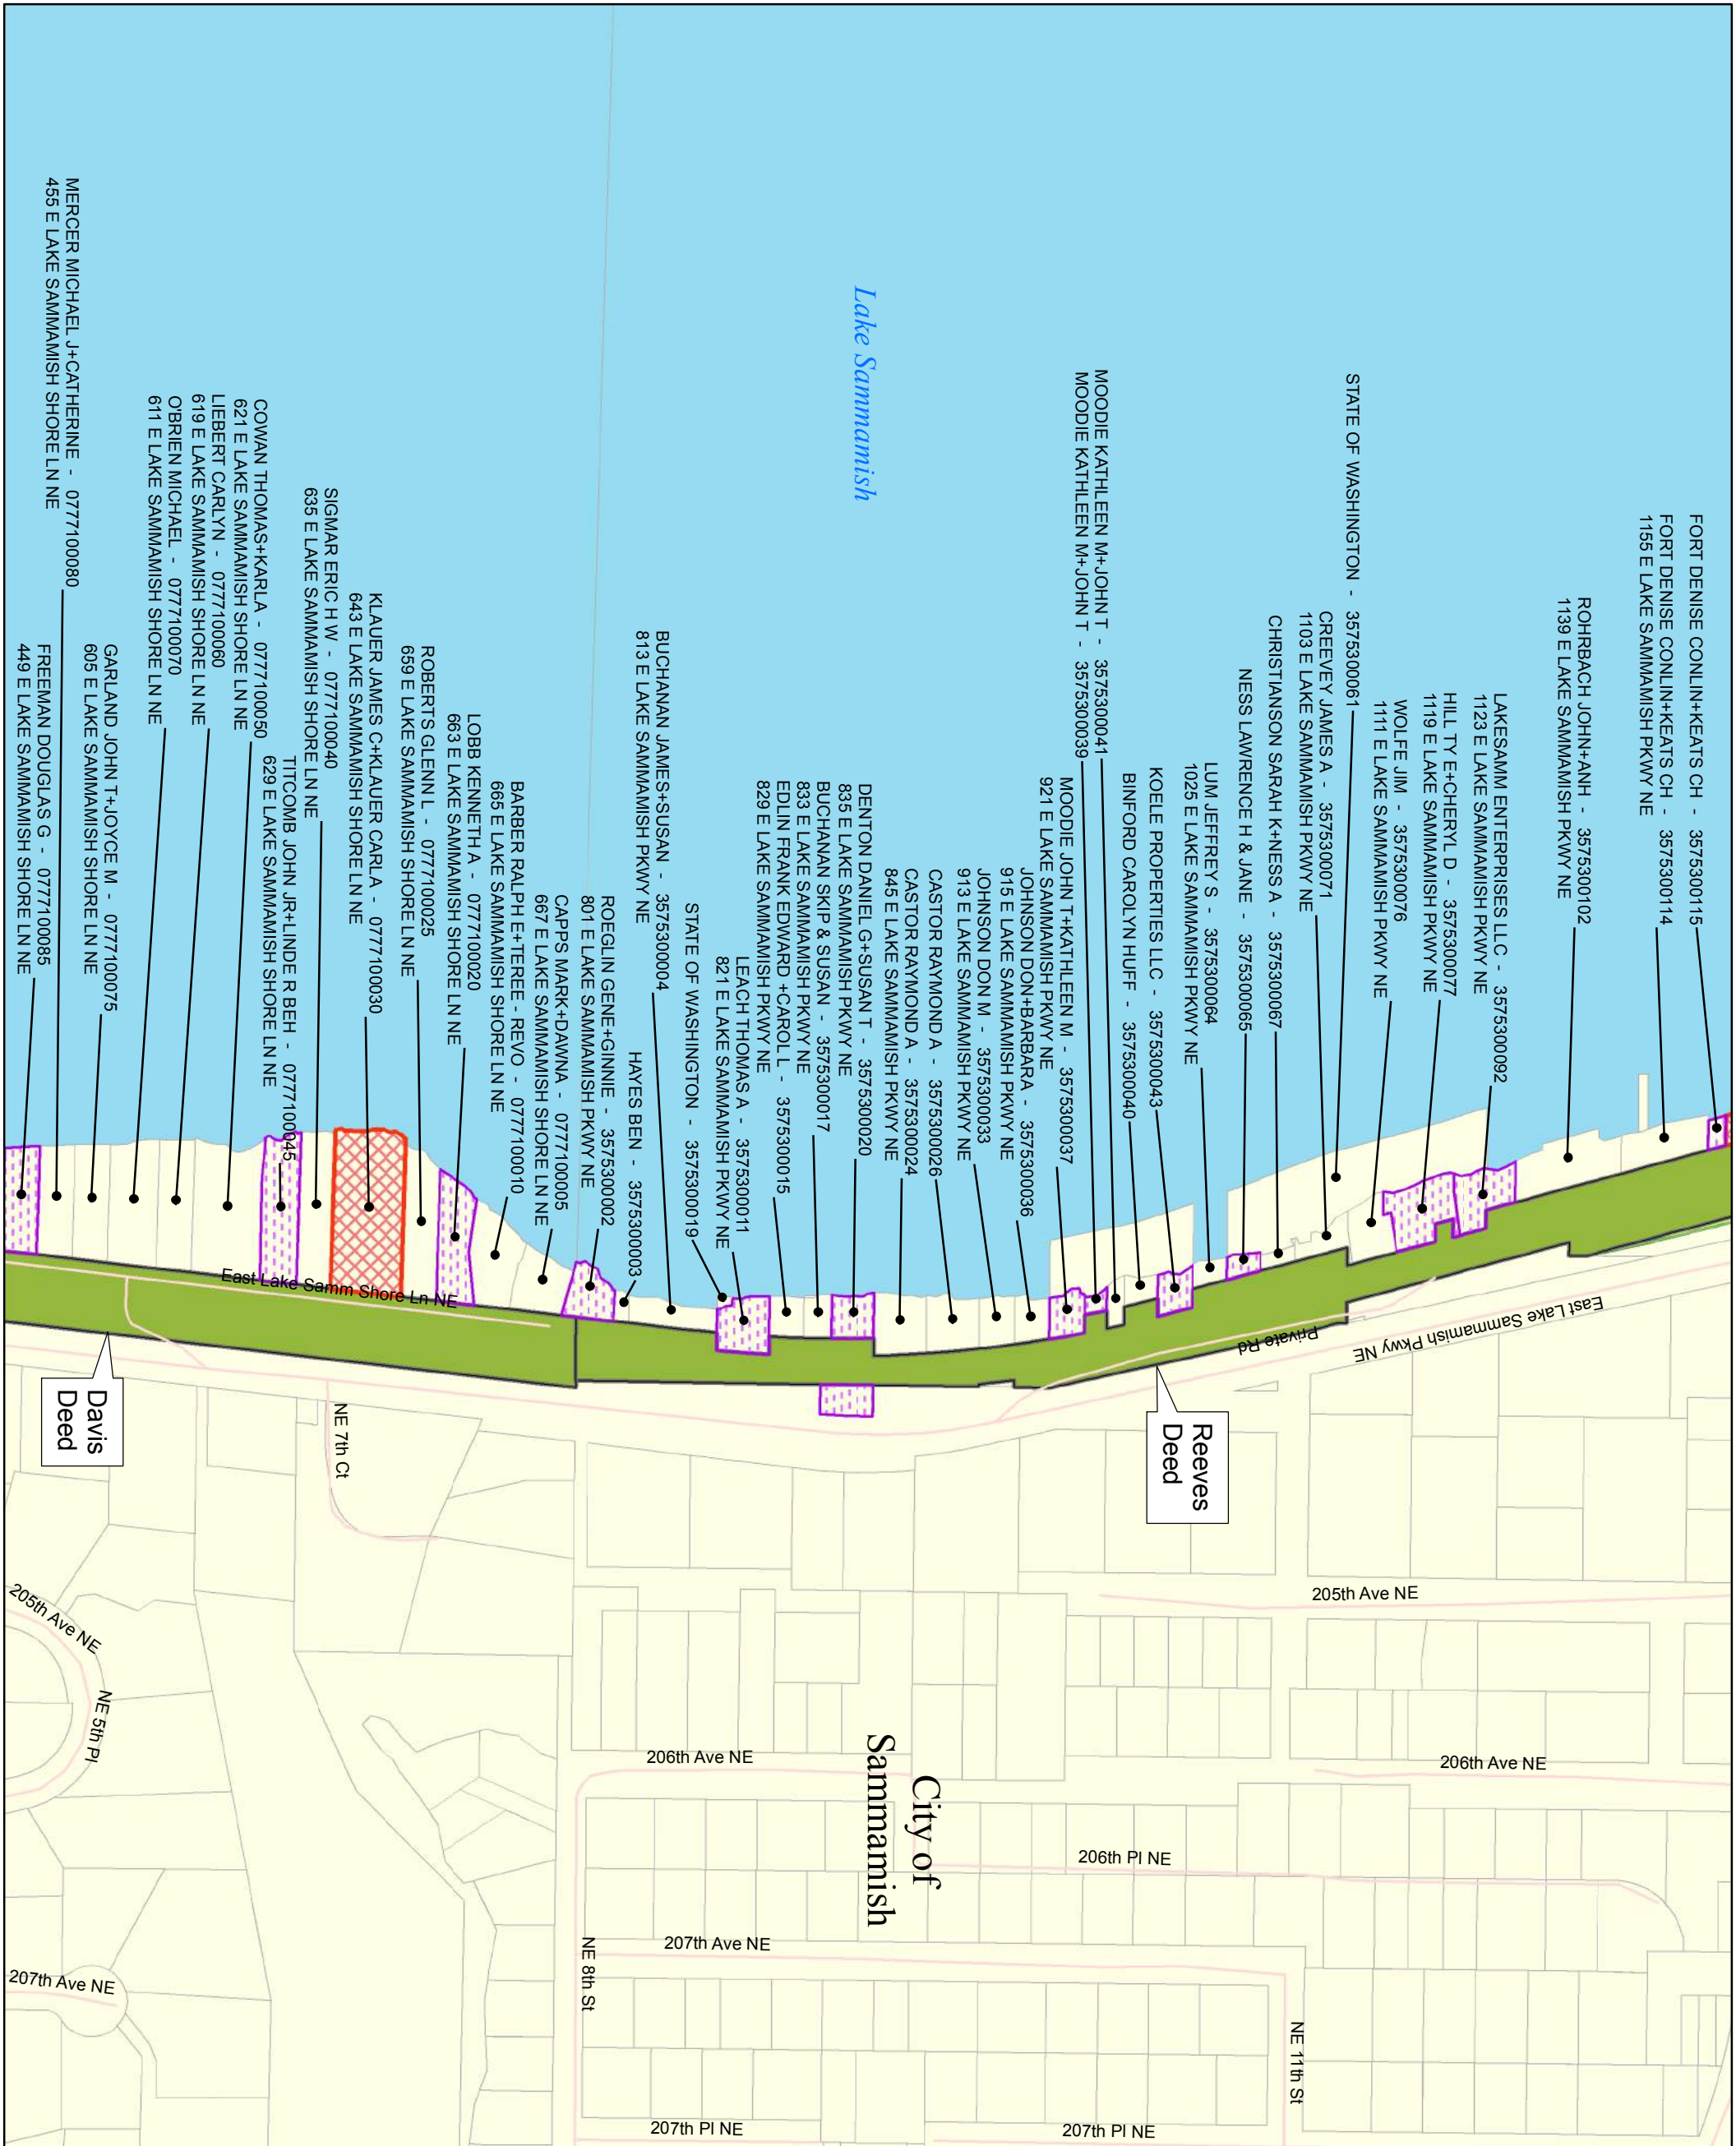 FORT DENISE CONLIN+KEATS CH - 3575300115
FORT DENISE CONLIN+KEATS CH - 3575300114
1155 E LAKE SAMMAMISH PKWY NE
ROHRBACH JOHN+ANH - 3575300102
1139 E LAKE SAMMAMISH PKWY NE
LAKESAMM ENTERPRISES LLC - 3575300092
1123 E LAKE SAMMAMISH PKWY NE
HILL TY E+CHERYL D - 3575300077
1119 E LAKE SAMMAMISH PKWY NE
WOLFE JIM - 3575300076
1111 E LAKE SAMMAMISH PKWY NE
STATE OF WASHINGTON - 3575300061
CREEVEY JAMES A - 3575300071
1103 E LAKE SAMMAMISH PKWY NE
CHRISTIANSON SARAH K+NESS A - 3575300067
NESS LAWRENCE H & JANE - 3575300065
LUM JEFFREY S - 3575300064
1025 E LAKE SAMMAMISH PKWY NE
KOELE PROPERTIES LLC - 3575300043
BINFORD CAROLYN HUFF - 3575300040
MOODIE KATHLEEN M+JOHN T - 3575300041
MOODIE KATHLEEN M+JOHN T - 3575300039
MOODIE JOHN T+KATHLEEN M - 3575300037
921 E LAKE SAMMAMISH PKWY NE
JOHNSON DON+BARBARA - 3575300036
915 E LAKE SAMMAMISH PKWY NE
JOHNSON DON M - 3575300033
913 E LAKE SAMMAMISH PKWY NE
CASTOR RAYMOND A - 3575300026
CASTOR RAYMOND A - 3575300024
845 E LAKE SAMMAMISH PKWY NE
DENTON DANIEL G+SUSAN T - 3575300020
835 E LAKE SAMMAMISH PKWY NE
BUCHANAN SKIP & SUSAN - 3575300017
833 E LAKE SAMMAMISH PKWY NE
EDLIN FRANK EDWARD +CAROL L - 3575300015
829 E LAKE SAMMAMISH PKWY NE
LEACH THOMAS A - 3575300011
821 E LAKE SAMMAMISH PKWY NE
STATE OF WASHINGTON - 3575300019
BUCHANAN JAMES+SUSAN - 3575300004
813 E LAKE SAMMAMISH PKWY NE
HAYES BEN - 3575300003
ROEGLIN GENE+GINNIE - 3575300002
801 E LAKE SAMMAMISH PKWY NE
CAPPS MARK+DAWNA - 0777100005
667 E LAKE SAMMAMISH SHORE LN NE
BARBER RALPH E+TEREE - REVO - 0777100010
665 E LAKE SAMMAMISH SHORE LN NE
LOBB KENNETH A - 0777100020
663 E LAKE SAMMAMISH SHORE LN NE
ROBERTS GLENN L - 0777100025
659 E LAKE SAMMAMISH SHORE LN NE
KLAUER JAMES C+KLAUER CARLA - 0777100030
643 E LAKE SAMMAMISH SHORE LN NE
SIGMAR ERIC H W - 0777100040
635 E LAKE SAMMAMISH SHORE LN NE
TITCOMB JOHN JR+LINDE R BEH - 0777100045
629 E LAKE SAMMAMISH SHORE LN NE
COWAN THOMAS+KARLA - 0777100050
621 E LAKE SAMMAMISH SHORE LN NE
LIEBERT CARLYN - 0777100060
619 E LAKE SAMMAMISH SHORE LN NE
O'BRIEN MICHAEL - 0777100070
611 E LAKE SAMMAMISH SHORE LN NE
GARLAND JOHN T+JOYCE M - 0777100075
605 E LAKE SAMMAMISH SHORE LN NE
MERCER MICHAEL J+CATHERINE - 0777100080
455 E LAKE SAMMAMISH SHORE LN NE
FREEMAN DOUGLAS G - 0777100085
449 E LAKE SAMMAMISH SHORE LN NE
Lake Sammamish
East Lake Sammamish Pkwy NE
Private Rd
East Lake Samm Shore Ln NE
Reeves
Deed
Davis
Deed
City of
Sammamish
NE 11th St
NE 8th St
NE 7th Ct
NE 5th Pl
205th Ave NE
205th Ave NE
206th Ave NE
206th Ave NE
206th Pl NE
207th Ave NE
207th Ave NE
207th Pl NE
207th Pl NE